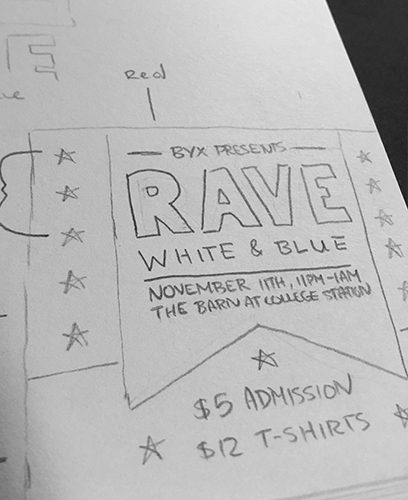 Red
BYX PRESENTS
RAVE
WHITE & BLUE
NOVEMBER 11TH, 11PM-1AM
THE BARN AT COLLEGE STATION
$5 ADMISSION
$12 T-SHIRTS